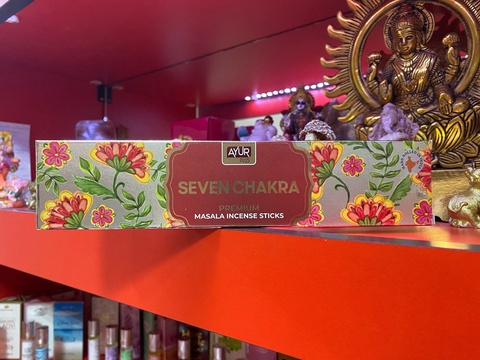 AYUR
SEVEN CHAKRA
PREMIUM
MASALA INCENSE STICKS